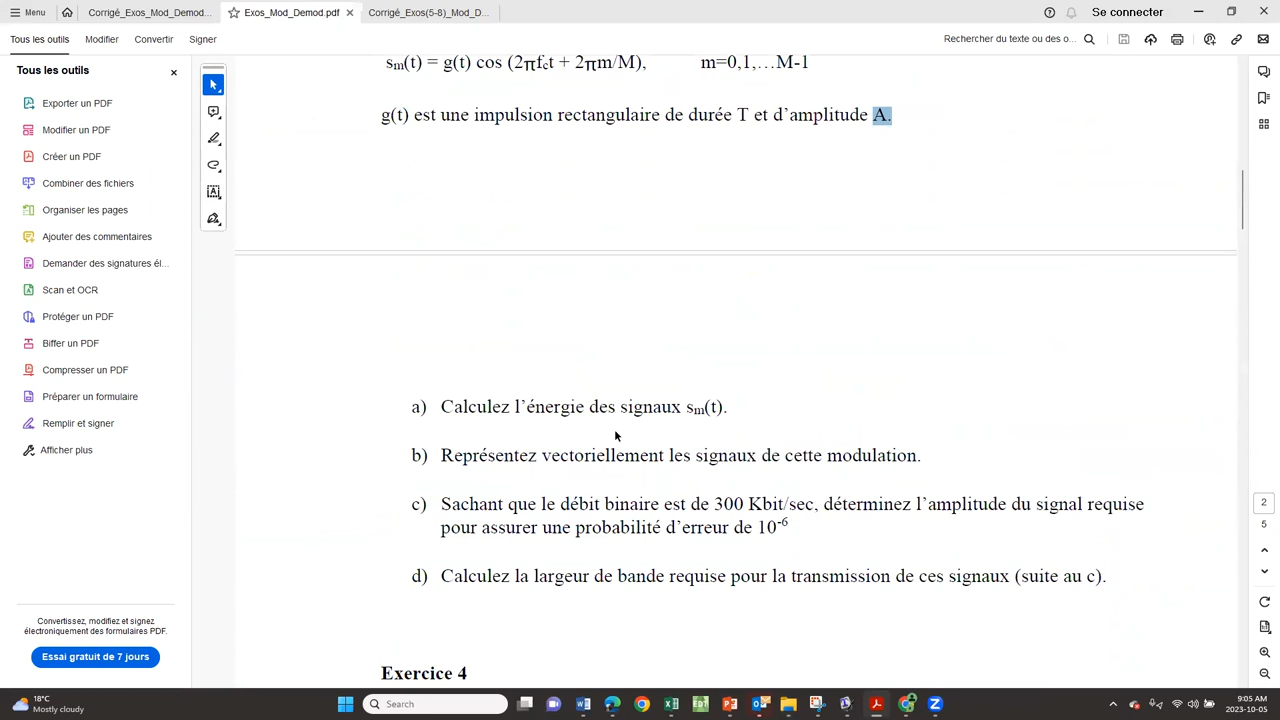 Menu
Corrigé_Exos_Mod_Demod...
Exos_Mod_Demod.pdf
Corrigé_Exos(5-8)_Mod_D...
Se connecter
Tous les outils
Modifier
Convertir
Signer
Rechercher du texte ou des o...
Tous les outils
Exporter un PDF
Modifier un PDF
Créer un PDF
Combiner des fichiers
Organiser les pages
Ajouter des commentaires
Demander des signatures él...
Scan et OCR
Protéger un PDF
Biffer un PDF
Compresser un PDF
Préparer un formulaire
Remplir et signer
Afficher plus
Convertissez, modifiez et signez
électroniquement des formulaires PDF.
Essai gratuit de 7 jours
sm(t) = g(t) cos (2πfct + 2πm/M), m=0,1,…M-1
g(t) est une impulsion rectangulaire de durée T et d’amplitude A.
a) Calculez l’énergie des signaux sm(t).
b) Représentez vectoriellement les signaux de cette modulation.
c) Sachant que le débit binaire est de 300 Kbit/sec, déterminez l’amplitude du signal requise
pour assurer une probabilité d’erreur de 10-6
d) Calculez la largeur de bande requise pour la transmission de ces signaux (suite au c).
Exercice 4
2
5
18°C
Mostly cloudy
Search
9:05 AM
2023-10-05